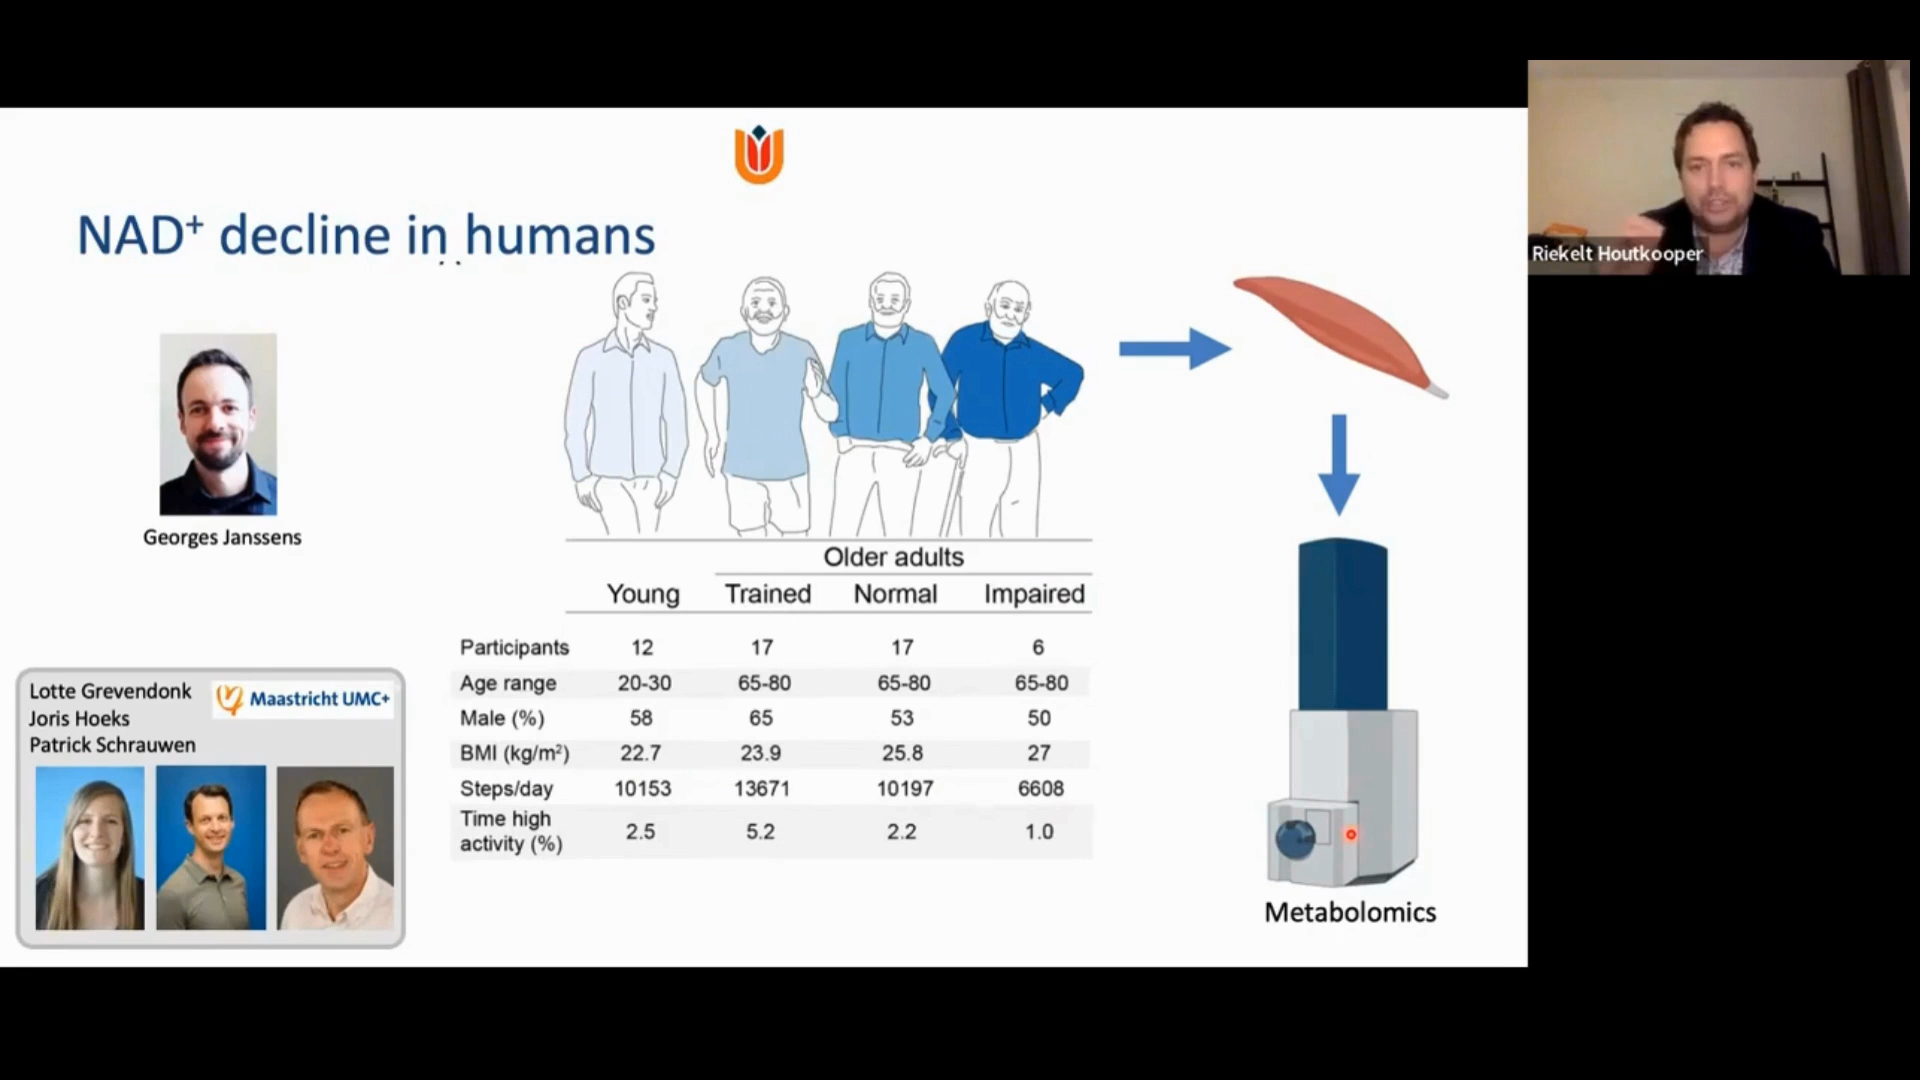 NAD⁺ decline in humans
Riekelt Houtkooper
Georges Janssens
Older adults
Young Trained Normal Impaired
Participants 12 17 17 6
Age range 20-30 65-80 65-80 65-80
Male (%) 58 65 53 50
BMI (kg/m²) 22.7 23.9 25.8 27
Steps/day 10153 13671 10197 6608
Time high
activity (%) 2.5 5.2 2.2 1.0
Lotte Grevendonk
Joris Hoeks
Patrick Schrauwen
Maastricht UMC+
Metabolomics